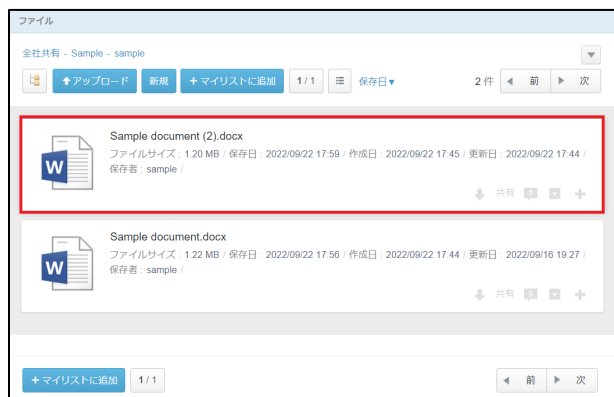 ファイル
全社共有 - Sample - sample
アップロード 新規 +マイリストに追加 1 / 1 保存日▼ 2 件 ◀ 前 ▶ 次
Sample document (2).docx
ファイルサイズ : 1.20 MB / 保存日 : 2022/09/22 17:59 / 作成日 : 2022/09/22 17:45 / 更新日 : 2022/09/22 17:44 /
保存者 : sample /
共有 0
Sample document.docx
ファイルサイズ : 1.22 MB / 保存日 : 2022/09/22 17:56 / 作成日 : 2022/09/22 17:44 / 更新日 : 2022/09/16 19:27 /
保存者 : sample /
共有 0
+マイリストに追加 1 / 1 ◀ 前 ▶ 次